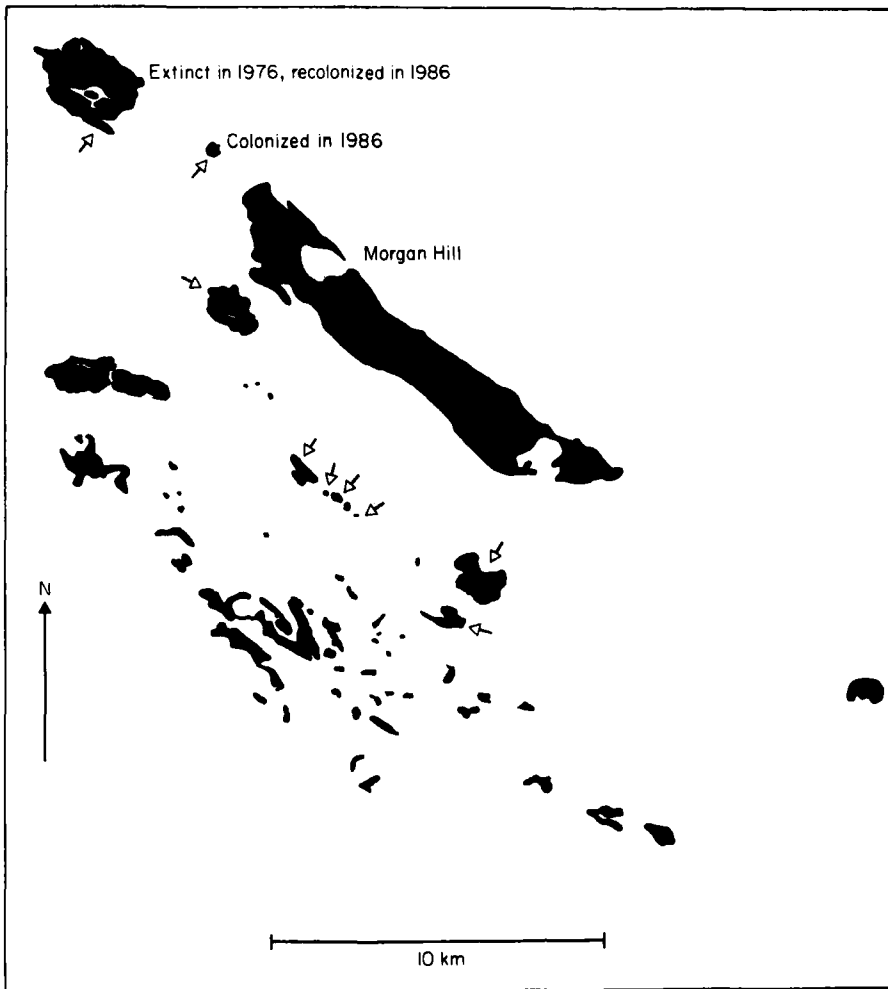 Extinct in 1976, recolonized in 1986
Colonized in 1986
Morgan Hill
N
10 km